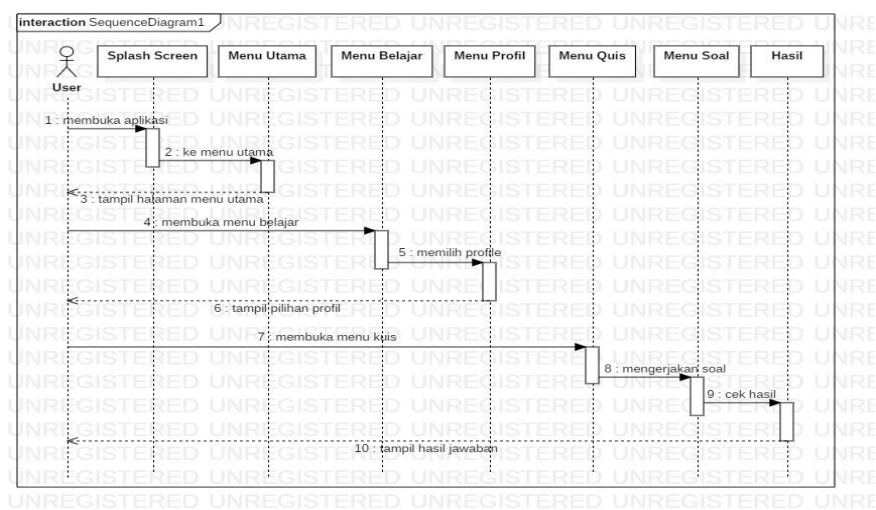 interaction SequenceDiagram1
User
Splash Screen
Menu Utama
Menu Belajar
Menu Profil
Menu Quis
Menu Soal
Hasil
1 : membuka aplikasi
2 : ke menu utama
3 : tampil halaman menu utama
4 : membuka menu belajar
5 : memilih profile
6 : tampil pilihan profil
7 : membuka menu kuis
8 : mengerjakan soal
9 : cek hasil
10 : tampil hasil jawaban
UNREGISTERED